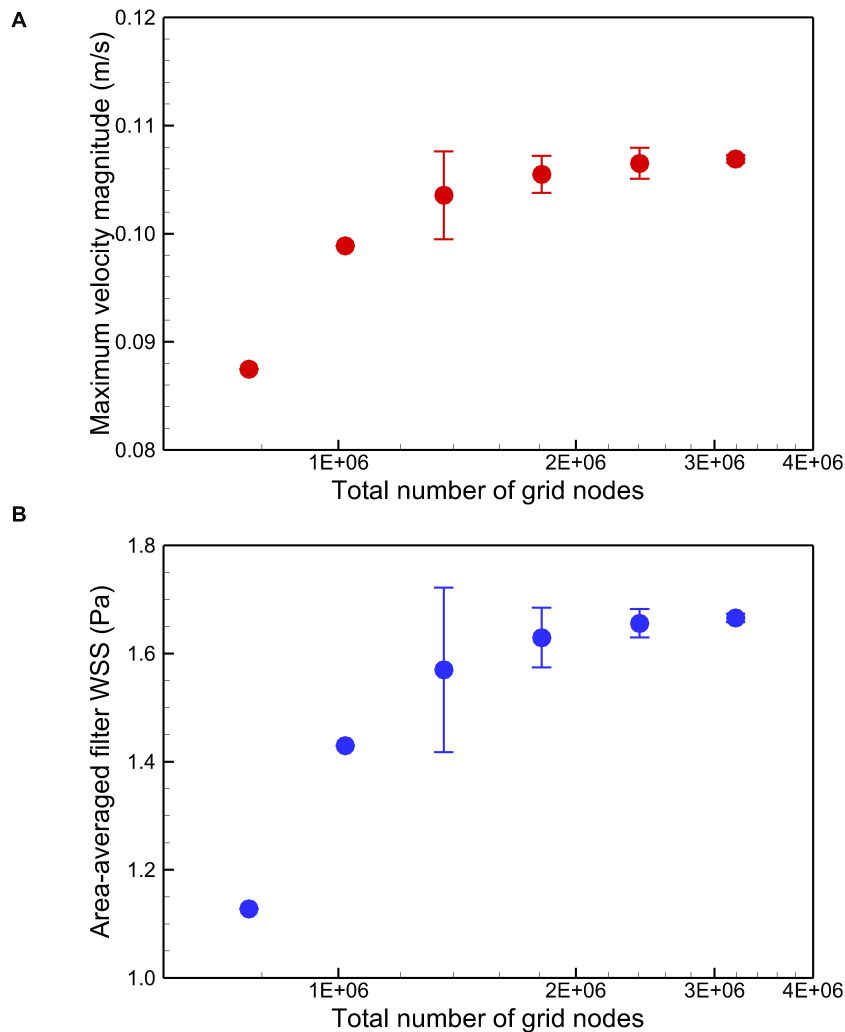 A
Maximum velocity magnitude (m/s)
0.12
0.11
0.10
0.09
0.08
1E+06
2E+06
3E+06
4E+06
Total number of grid nodes
B
Area-averaged filter WSS (Pa)
1.8
1.6
1.4
1.2
1.0
1E+06
2E+06
3E+06
4E+06
Total number of grid nodes